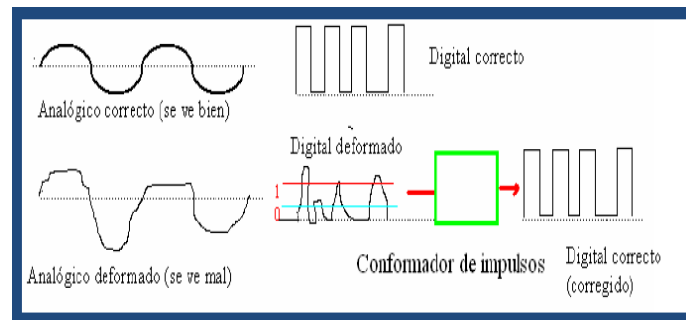 Digital correcto
Analógico correcto (se ve bien)
Digital deformado
1
0
Conformador de impulsos
Analógico deformado (se ve mal)
Digital correcto
(corregido)